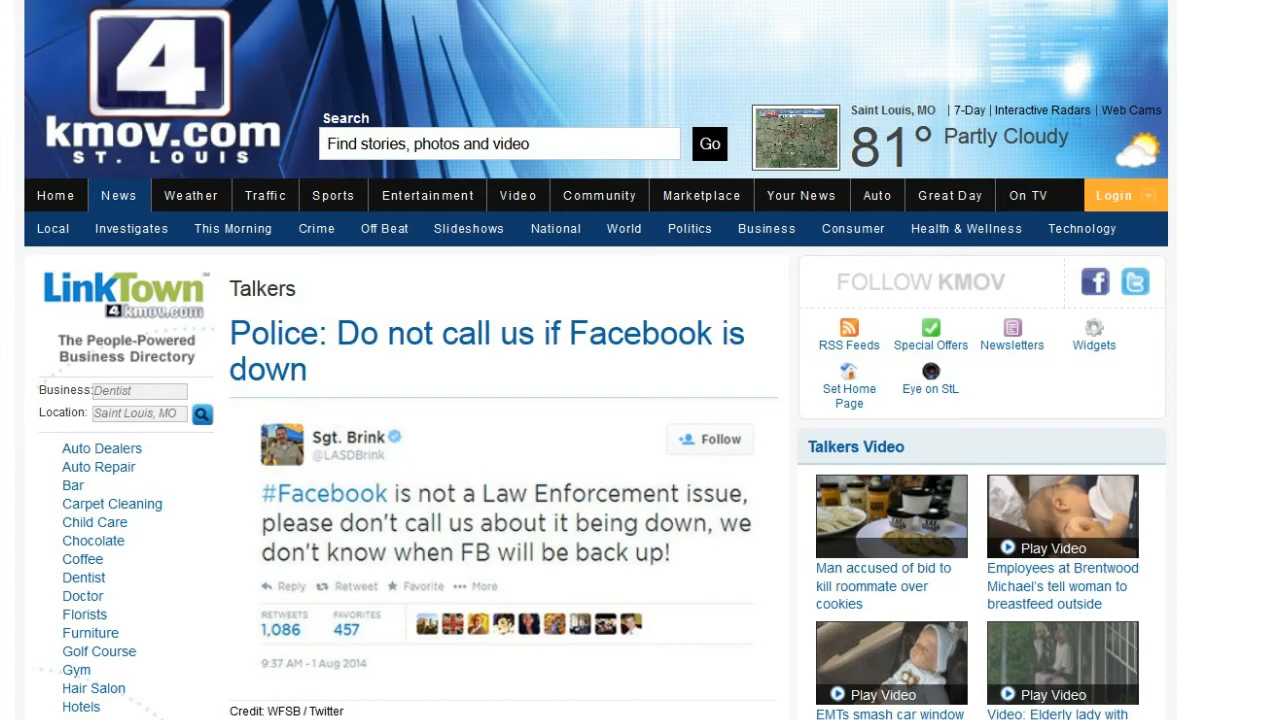 4
kmov.com
ST. LOUIS
Search
Find stories, photos and video
Go
Saint Louis, MO | 7-Day | Interactive Radars | Web Cams
81° Partly Cloudy
Home News Weather Traffic Sports Entertainment Video Community Marketplace Your News Auto Great Day On TV Login
Local Investigates This Morning Crime Off Beat Slideshows National World Politics Business Consumer Health & Wellness Technology
LinkTown™
4 kmov.com
The People-Powered
Business Directory
Business: Dentist
Location: Saint Louis, MO
Auto Dealers
Auto Repair
Bar
Carpet Cleaning
Child Care
Chocolate
Coffee
Dentist
Doctor
Florists
Furniture
Golf Course
Gym
Hair Salon
Hotels
Talkers
Police: Do not call us if Facebook is
down
Sgt. Brink
@LASDBrink
Follow
#Facebook is not a Law Enforcement issue,
please don't call us about it being down, we
don't know when FB will be back up!
Reply Retweet Favorite More
RETWEETS FAVORITES
1,086 457
9:37 AM - 1 Aug 2014
Credit: WFSB / Twitter
FOLLOW KMOV
RSS Feeds Special Offers Newsletters Widgets
Set Home
Page
Eye on StL
Talkers Video
Man accused of bid to
kill roommate over
cookies
Play Video
Employees at Brentwood
Michael's tell woman to
breastfeed outside
Play Video
EMTs smash car window
Play Video
Video: Elderly lady with